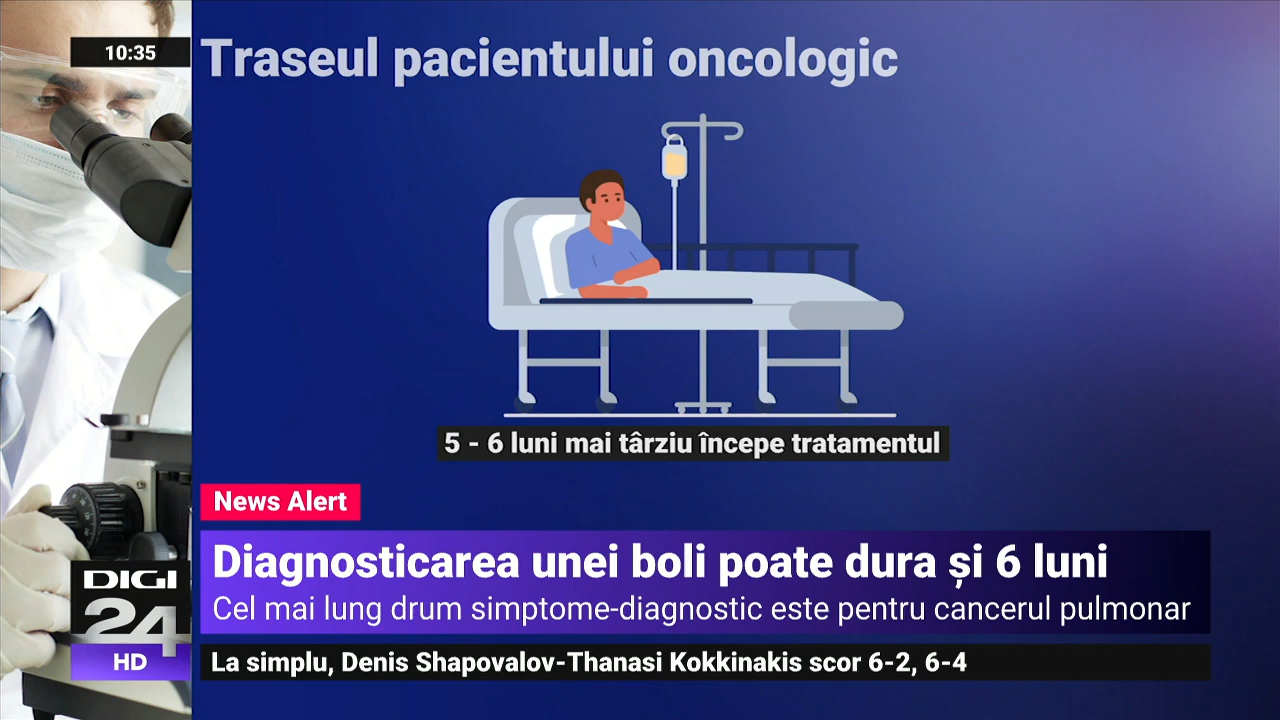 10:35
Traseul pacientului oncologic
5 - 6 luni mai târziu începe tratamentul
News Alert
Diagnosticarea unei boli poate dura și 6 luni
Cel mai lung drum simptome-diagnostic este pentru cancerul pulmonar
DIGI
24
HD
La simplu, Denis Shapovalov-Thanasi Kokkinakis scor 6-2, 6-4